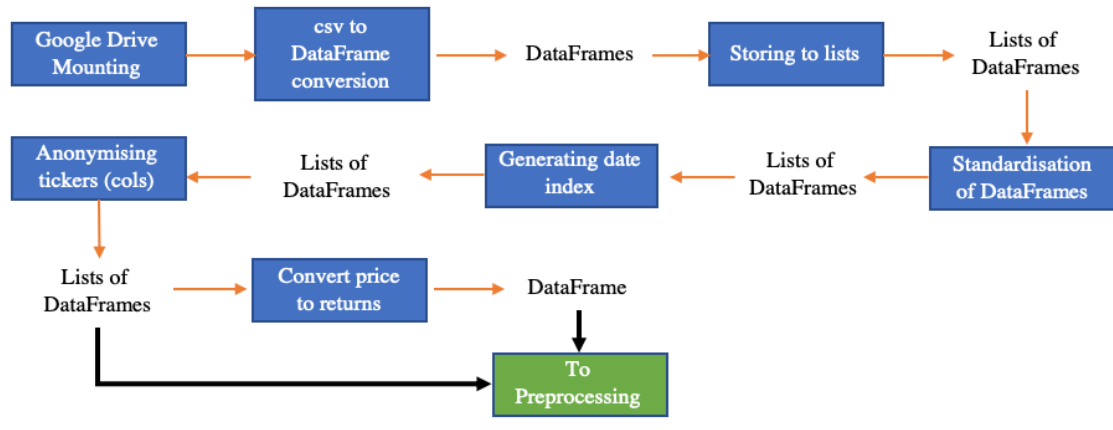 Google Drive
Mounting
csv to
DataFrame
conversion
DataFrames
Storing to lists
Lists of
DataFrames
Standardisation
of DataFrames
Lists of
DataFrames
Generating date
index
Lists of
DataFrames
Anonymising
tickers (cols)
Lists of
DataFrames
Convert price
to returns
DataFrame
To
Preprocessing